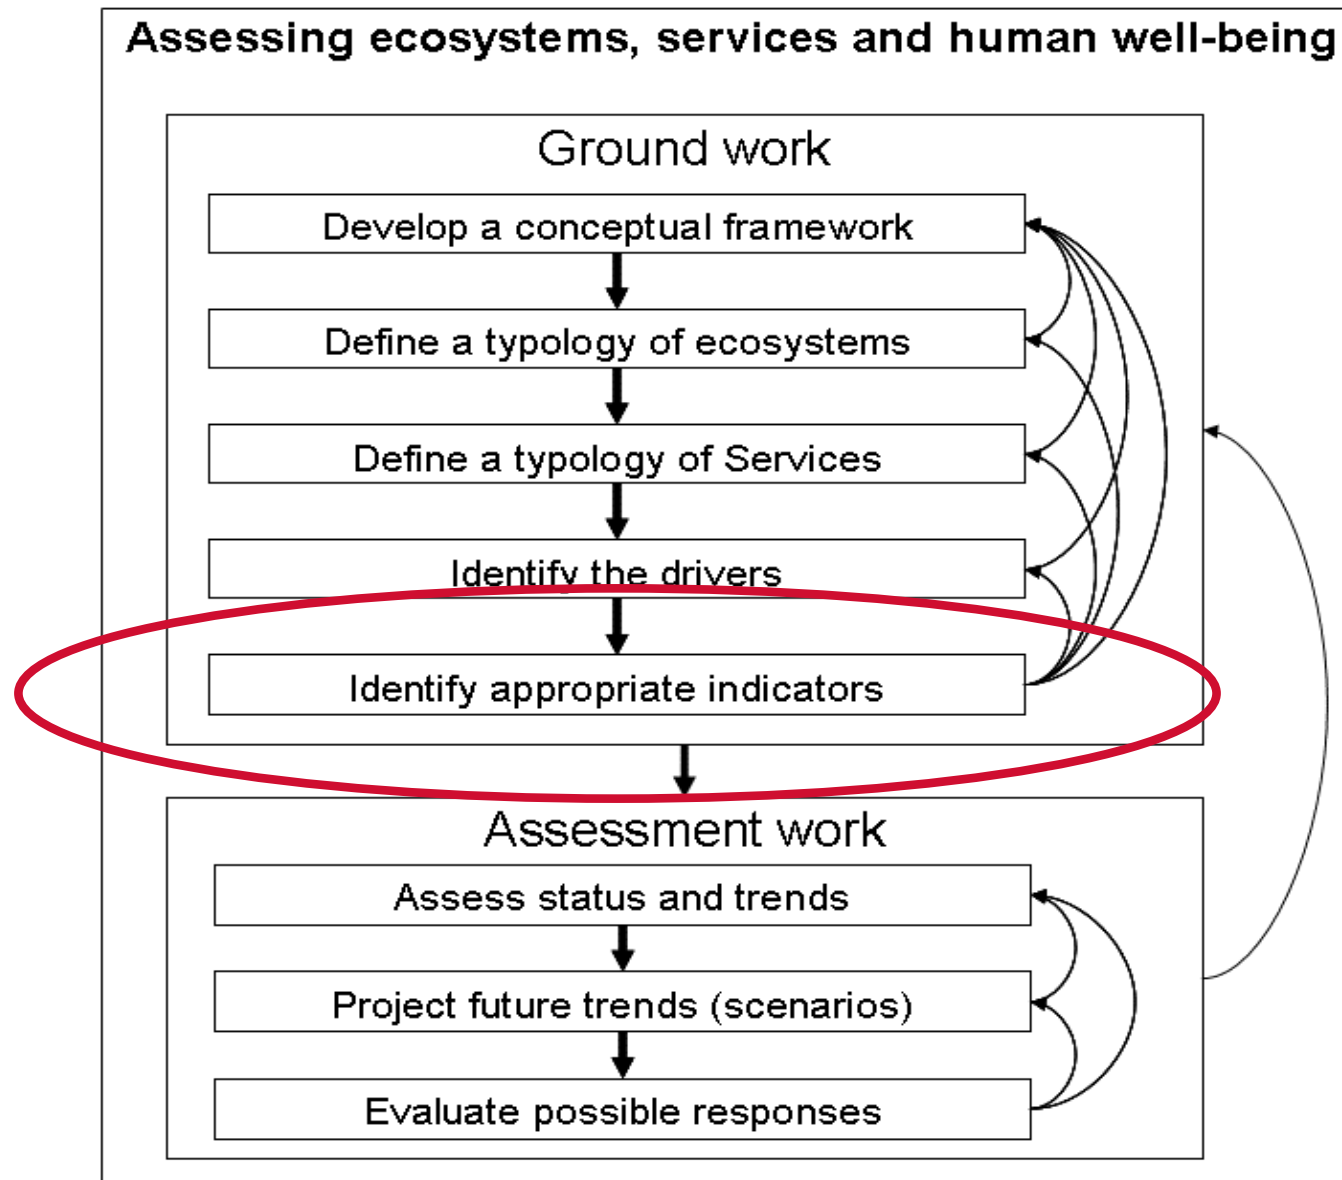 Assessing ecosystems, services and human well-being
Ground work
Develop a conceptual framework
Define a typology of ecosystems
Define a typology of Services
Identify the drivers
Identify appropriate indicators
Assessment work
Assess status and trends
Project future trends (scenarios)
Evaluate possible responses